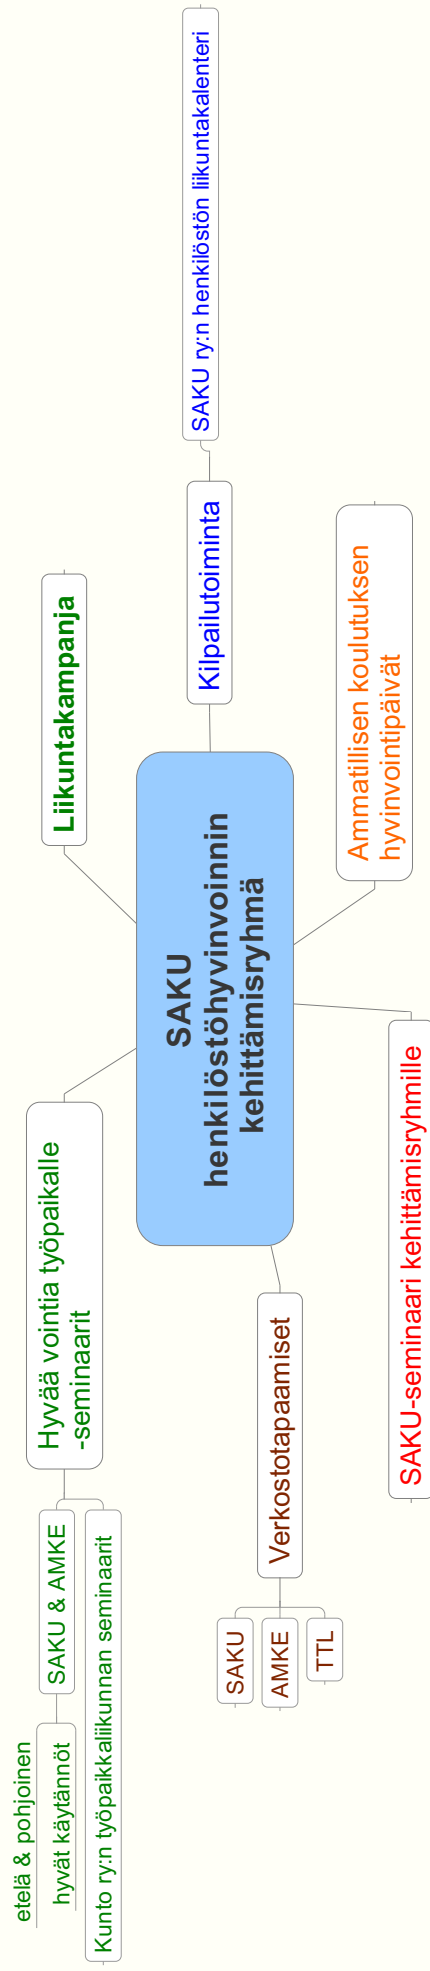 SAKU
henkilöstöhyvinvoinnin
kehittämisryhmä
Liikuntakampanja
Kilpailutoiminta
SAKU ry:n henkilöstön liikuntakalenteri
Ammatillisen koulutuksen
hyvinvointipäivät
SAKU-seminaari kehittämisryhmille
Verkostotapaamiset
SAKU
AMKE
TTL
Hyvää vointia työpaikalle
-seminaarit
SAKU & AMKE
etelä & pohjoinen
hyvät käytännöt
Kunto ry:n työpaikkaliikunnan seminaarit